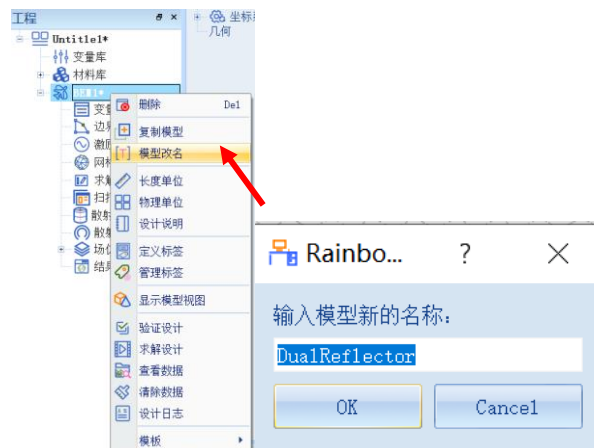 工程
坐标
几何
Untitle1*
变量库
材料库
BEM1*
删除 Del
复制模型
模型改名
长度单位
物理单位
设计说明
定义标签
管理标签
显示模型视图
验证设计
求解设计
查看数据
清除数据
设计日志
模板
Rainbo... ?
输入模型新的名称:
DualReflector
OK
Cancel